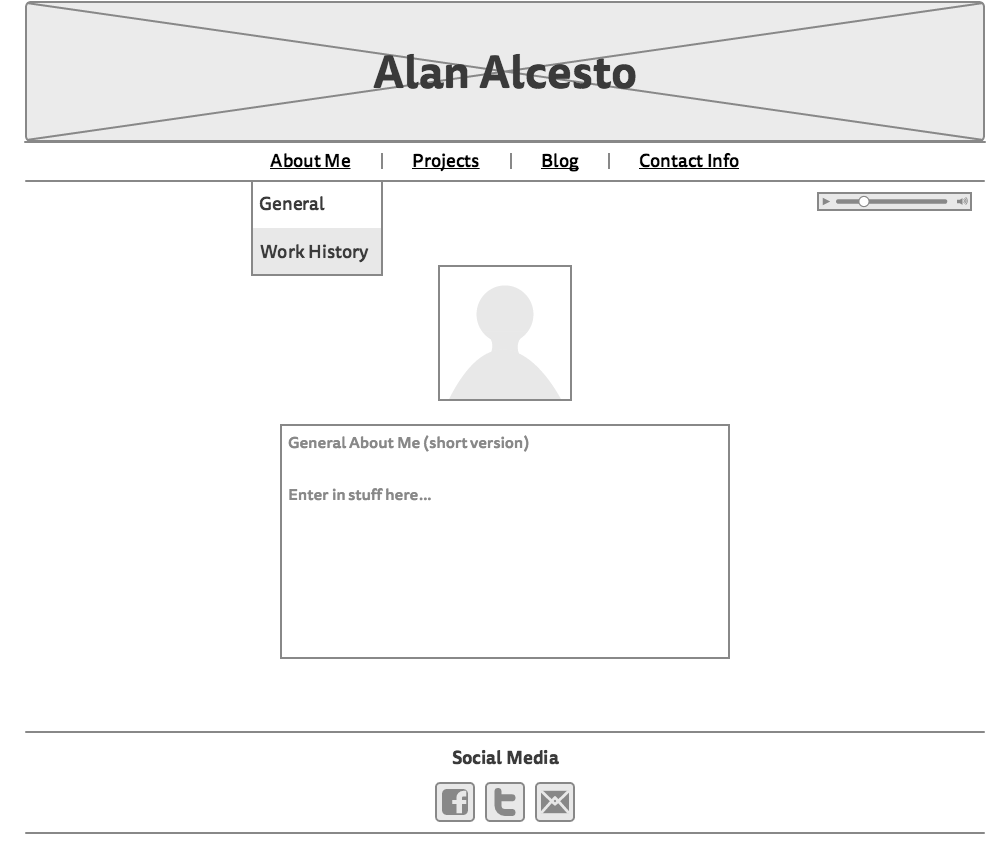 Alan Alcesto
About Me | Projects | Blog | Contact Info
General
Work History
General About Me (short version)
Enter in stuff here...
Social Media